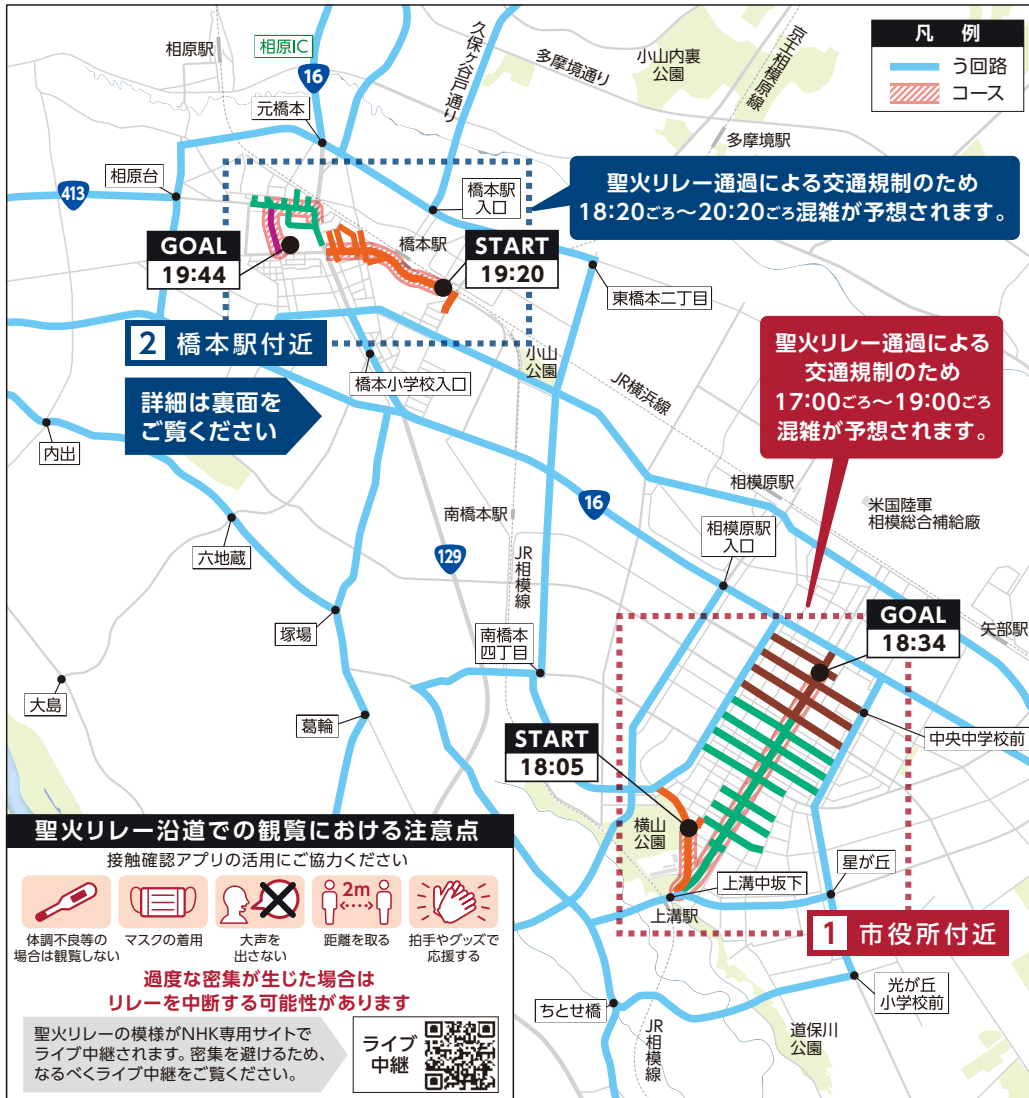 凡 例
う回路
コース
相原駅
相原IC
16
久保ヶ谷戸通り
多摩境通り
小山内裏
公園
京王相模原線
多摩境駅
元橋本
413
相原台
橋本駅
入口
聖火リレー通過による交通規制のため
18:20ごろ~20:20ごろ混雑が予想されます。
GOAL
19:44
橋本駅
START
19:20
東橋本二丁目
2 橋本駅付近
橋本小学校入口
小山
公園
JR横浜線
聖火リレー通過による
交通規制のため
17:00ごろ~19:00ごろ
混雑が予想されます。
詳細は裏面を
ご覧ください
内出
六地蔵
南橋本駅
129
JR相模線
16
相模原駅
相模原駅
入口
米国陸軍
相模総合補給廠
塚場
南橋本
四丁目
GOAL
18:34
矢部駅
大島
葛輪
START
18:05
中央中学校前
横山
公園
上溝中坂下
上溝駅
星が丘
1 市役所付近
光が丘
小学校前
ちとせ橋
JR相模線
道保川
公園
聖火リレー沿道での観覧における注意点
接触確認アプリの活用にご協力ください
2m
体調不良等の
場合は観覧しない
マスクの着用
大声を
出さない
距離を取る
拍手やグッズで
応援する
過度な密集が生じた場合は
リレーを中断する可能性があります
聖火リレーの模様がNHK専用サイトで
ライブ中継されます。密集を避けるため、
なるべくライブ中継をご覧ください。
ライブ
中継